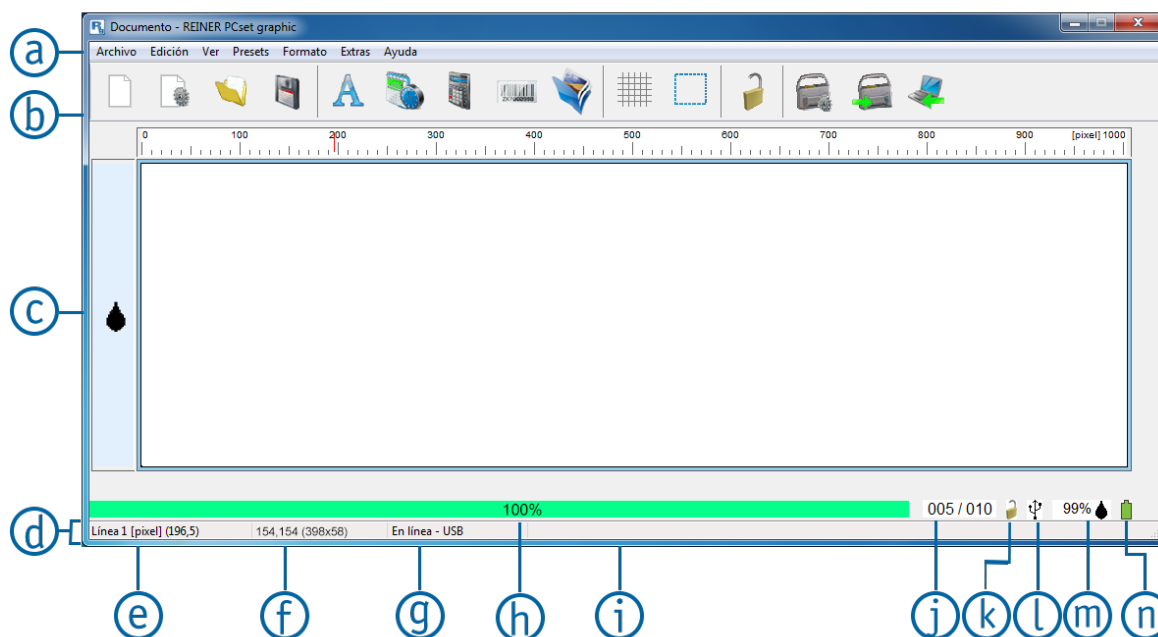 Documento - REINER PCset graphic
a
Archivo Edición Ver Presets Formato Extras Ayuda
b
0 100 200 300 400 500 600 700 800 900 [pixel] 1000
c
100% 005 / 010 99%
d
Línea 1 [pixel] (196,5) 154,154 (398x58) En línea - USB
e f g h i j k l m n